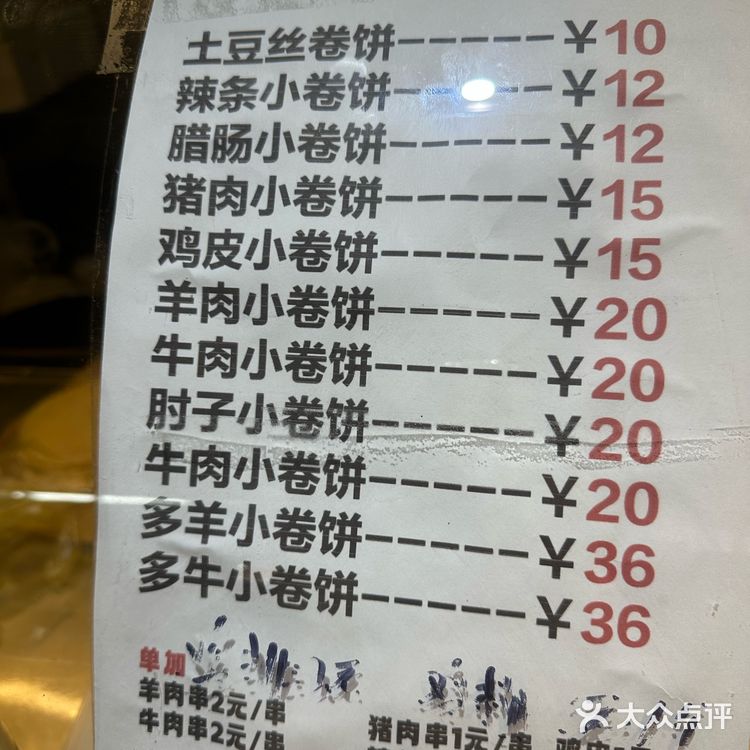 土豆丝卷饼-----￥10
辣条小卷饼-----￥12
腊肠小卷饼-----￥12
猪肉小卷饼-----￥15
鸡皮小卷饼-----￥15
羊肉小卷饼-----￥20
牛肉小卷饼-----￥20
肘子小卷饼-----￥20
牛肉小卷饼-----￥20
多羊小卷饼-----￥36
多牛小卷饼-----￥36
单加
羊肉串2元/串
牛肉串2元/串
猪肉串1元/串
大众点评